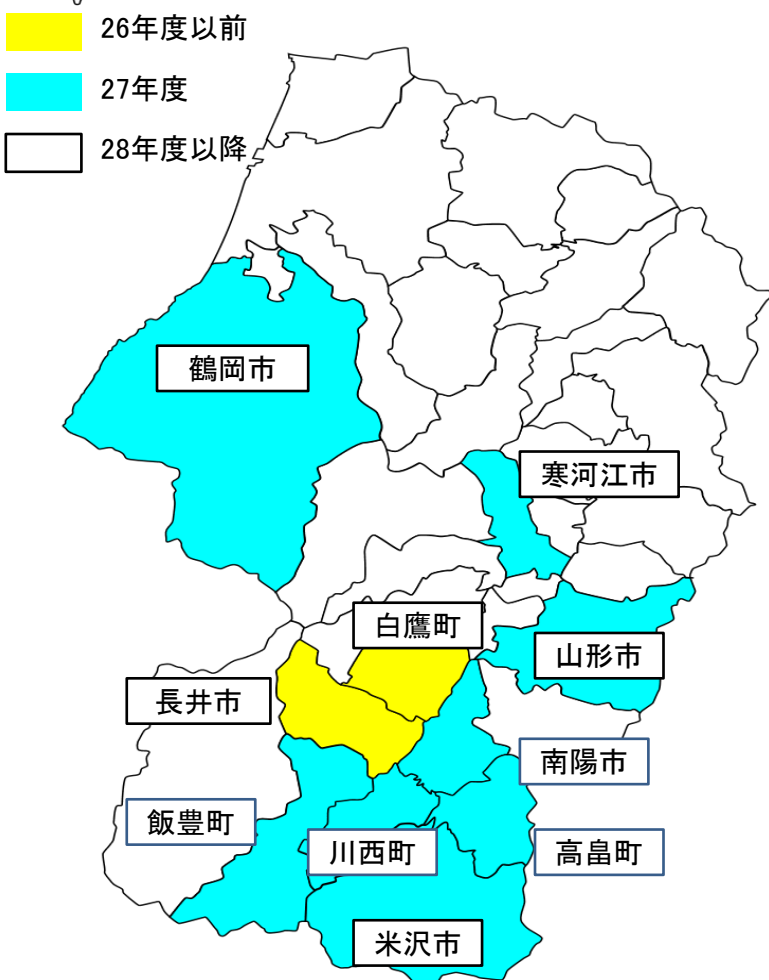 26年度以前
27年度
28年度以降
鶴岡市
寒河江市
白鷹町
山形市
長井市
南陽市
飯豊町
川西町
高畠町
米沢市